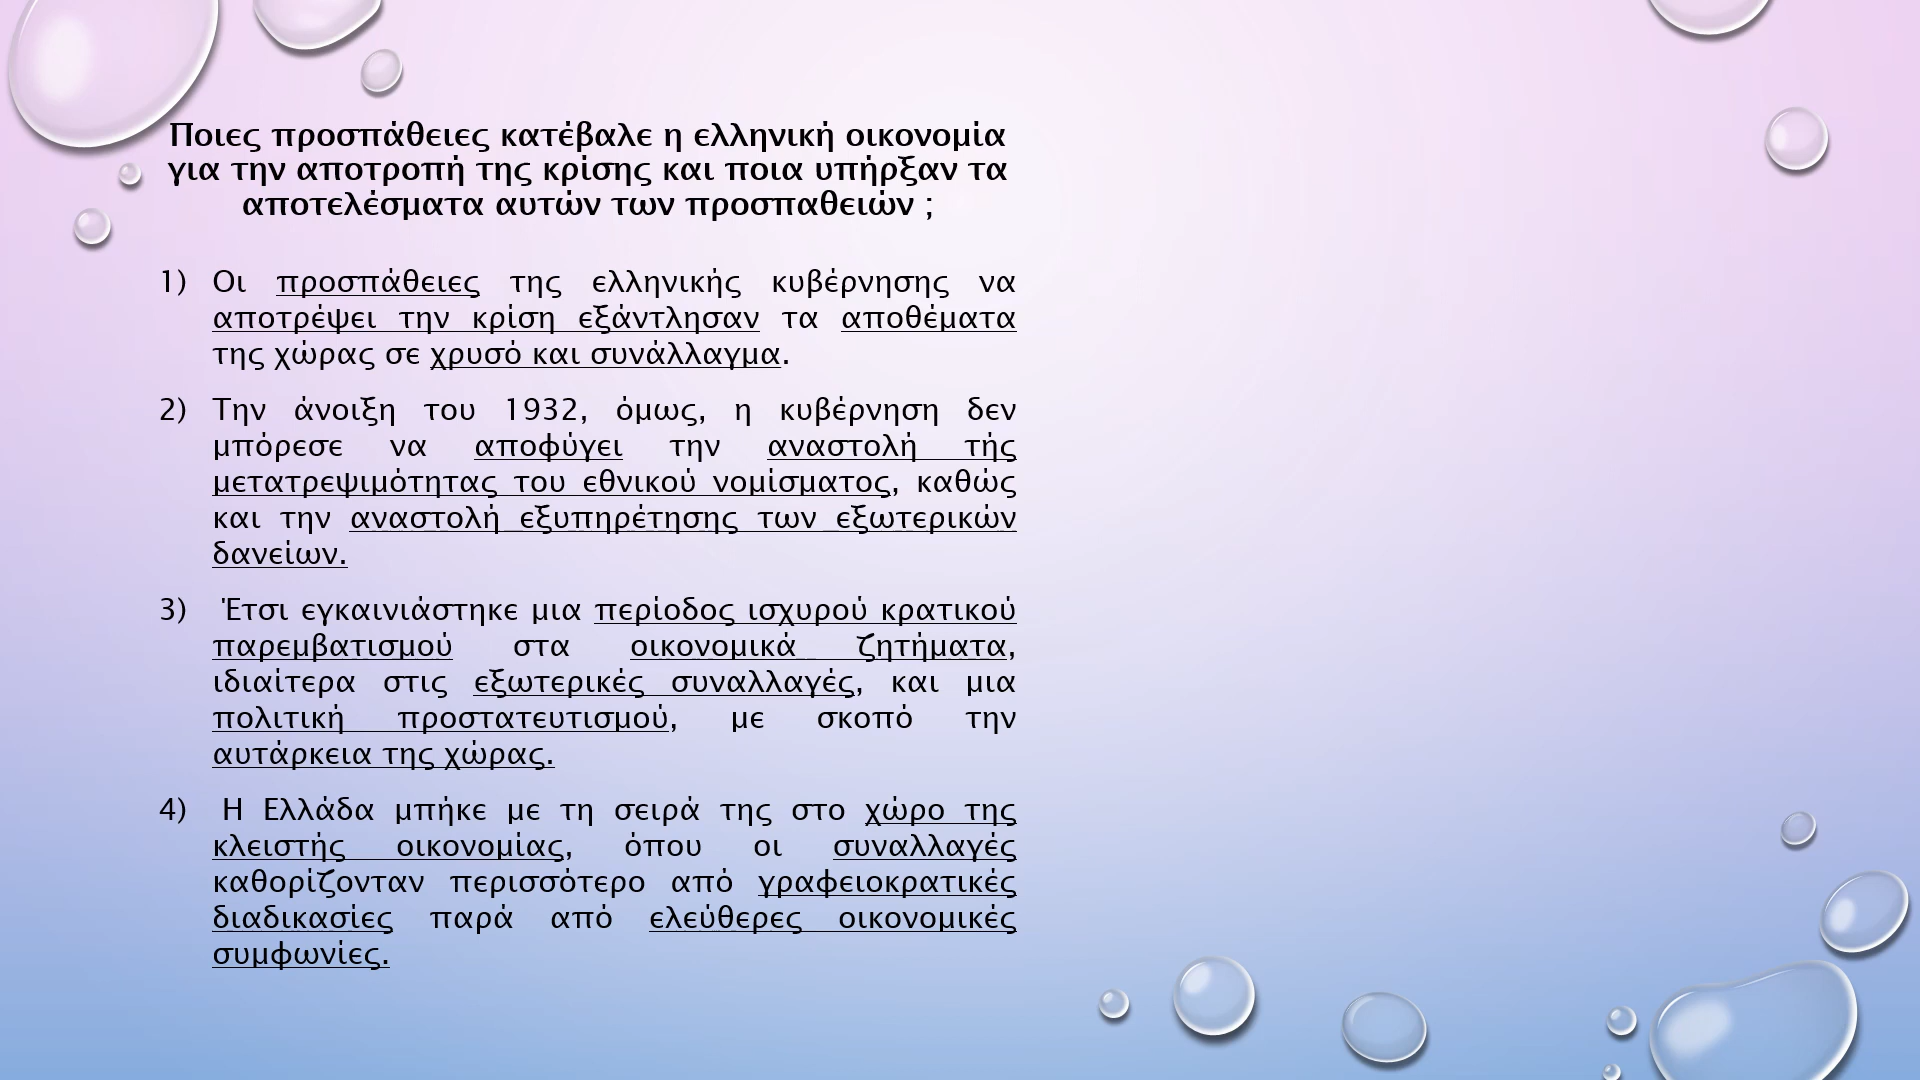 Ποιες προσπάθειες κατέβαλε η ελληνική οικονομία
για την αποτροπή της κρίσης και ποια υπήρξαν τα
αποτελέσματα αυτών των προσπαθειών ;
1) Οι προσπάθειες της ελληνικής κυβέρνησης να
αποτρέψει την κρίση εξάντλησαν τα αποθέματα
της χώρας σε χρυσό και συνάλλαγμα.
2) Την άνοιξη του 1932, όμως, η κυβέρνηση δεν
μπόρεσε να αποφύγει την αναστολή τής
μετατρεψιμότητας του εθνικού νομίσματος, καθώς
και την αναστολή εξυπηρέτησης των εξωτερικών
δανείων.
3) Έτσι εγκαινιάστηκε μια περίοδος ισχυρού κρατικού
παρεμβατισμού στα οικονομικά ζητήματα,
ιδιαίτερα στις εξωτερικές συναλλαγές, και μια
πολιτική προστατευτισμού, με σκοπό την
αυτάρκεια της χώρας.
4) Η Ελλάδα μπήκε με τη σειρά της στο χώρο της
κλειστής οικονομίας, όπου οι συναλλαγές
καθορίζονταν περισσότερο από γραφειοκρατικές
διαδικασίες παρά από ελεύθερες οικονομικές
συμφωνίες.